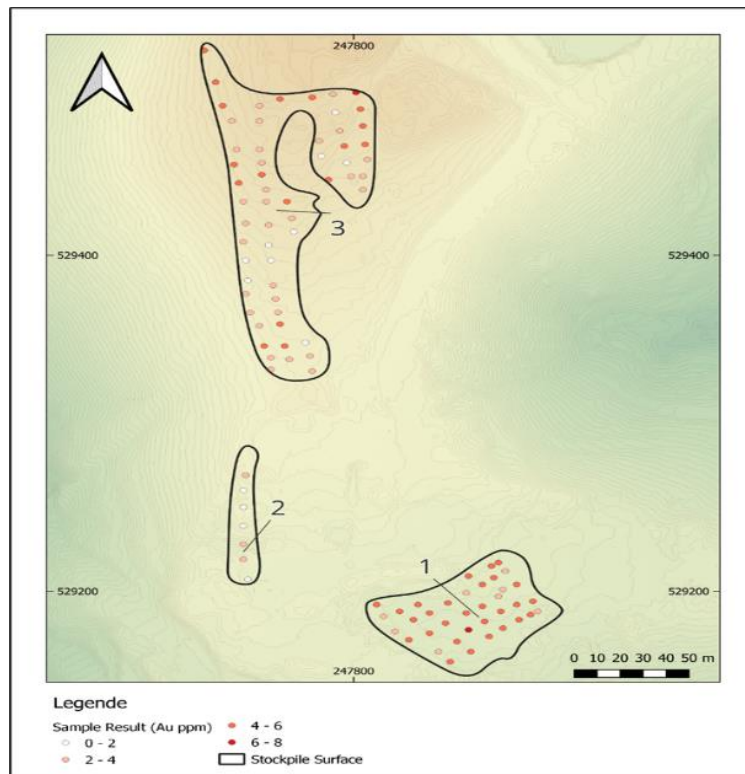 247800
3
529400
529400
2
1
529200
529200
247800
0 10 20 30 40 50 m
Legende
Sample Result (Au ppm)
0 - 2
2 - 4
4 - 6
6 - 8
Stockpile Surface